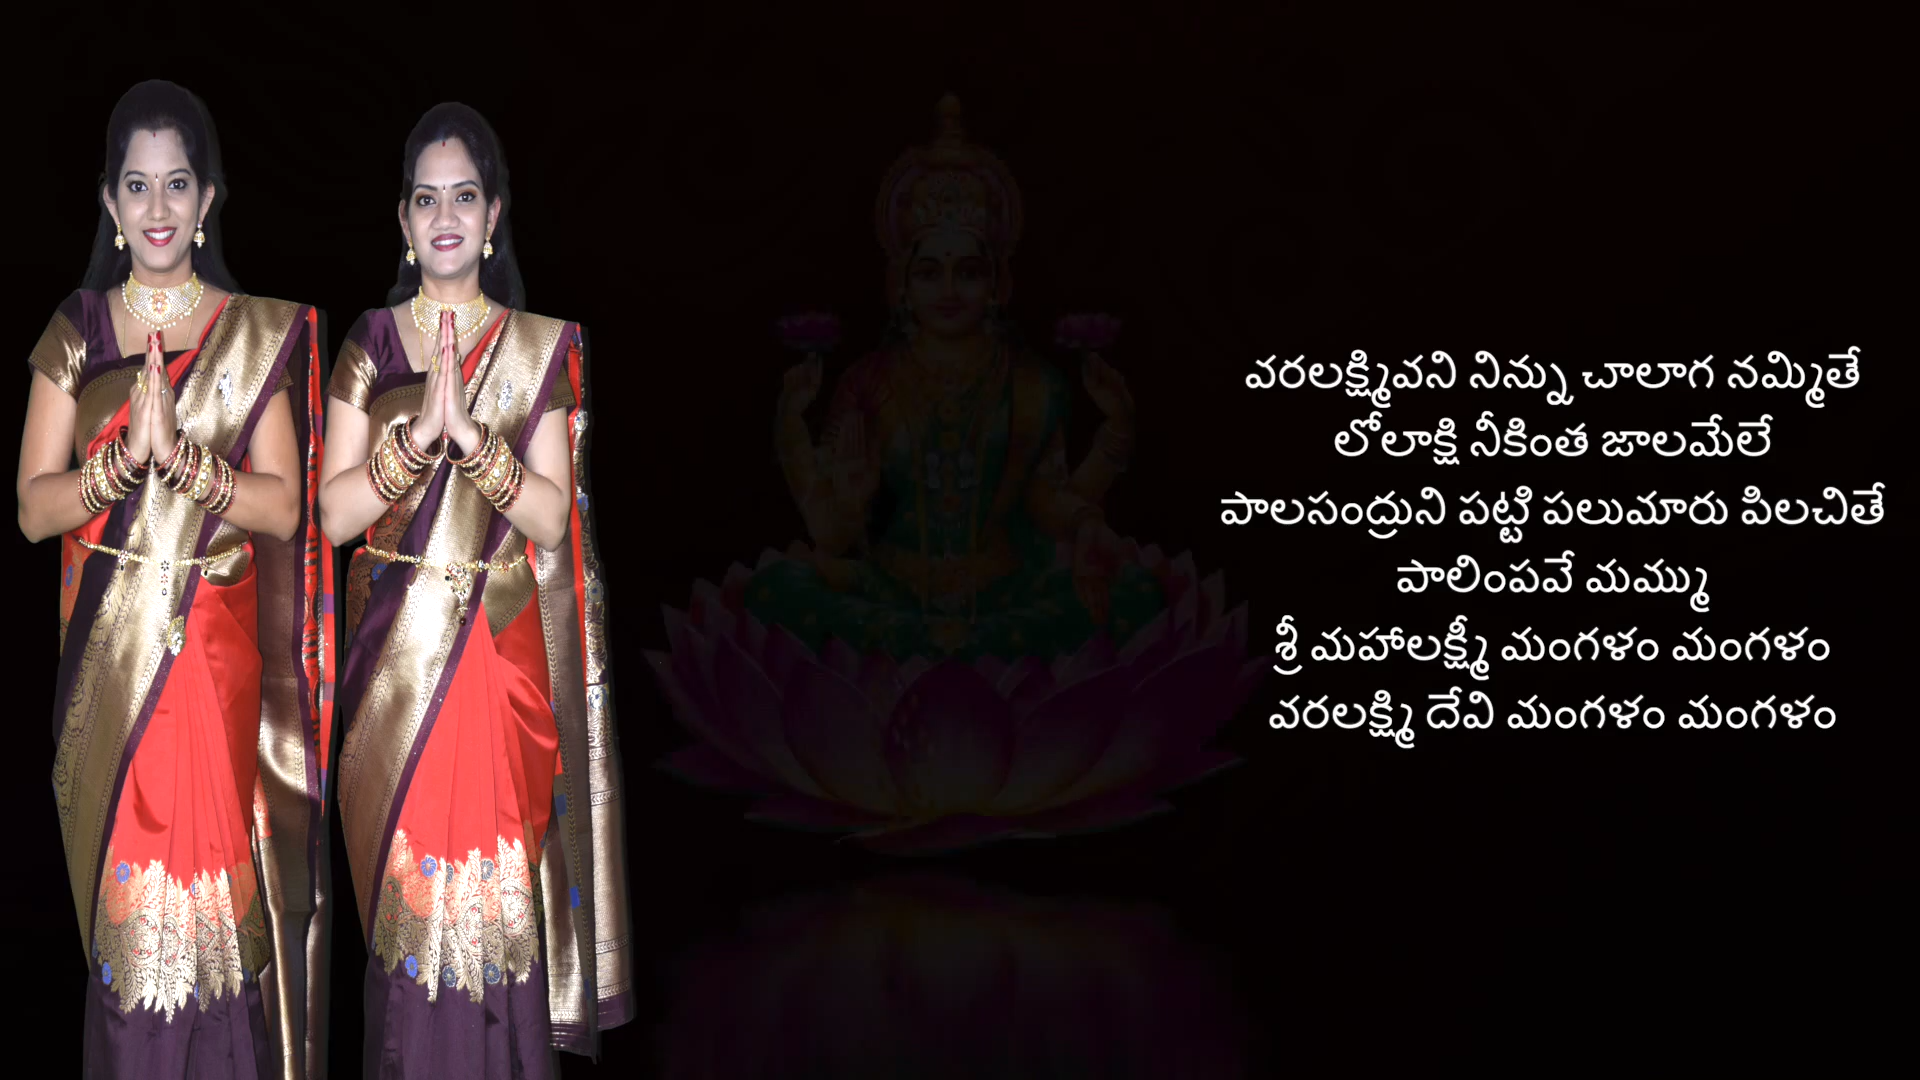 వరలక్ష్మివని నిన్ను చాలాగ నమ్మితే
లోలాక్షి నీకింత జాలమేలే
పాలసంద్రుని పట్టి పలుమారు పిలచితే
పాలింపవే మమ్ము
శ్రీ మహాలక్ష్మీ మంగళం మంగళం
వరలక్ష్మి దేవి మంగళం మంగళం